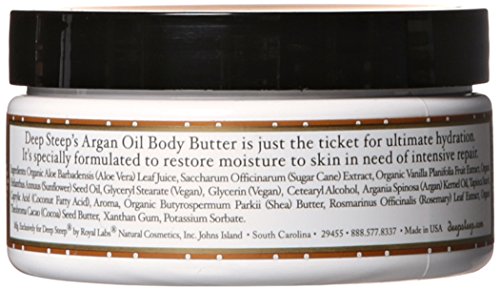 Deep Steep's Argan Oil Body Butter is just the ticket for ultimate hydration.
It's specially formulated to restore moisture to skin in need of intensive repair.
Ingredients: Organic Aloe Barbadensis (Aloe Vera) Leaf Juice, Saccharum Officinarum (Sugar Cane) Extract, Organic Vanilla Planifolia Fruit Extract,
Annuus (Sunflower) Seed Oil, Glyceryl Stearate (Vegan), Glycerin (Vegan), Cetearyl Alcohol, Argania Spinosa (Argan) Kernel Oil, Tapioca
Acid (Coconut Fatty Acid), Aroma, Organic Butyrospermum Parkii (Shea) Butter, Rosmarinus Officinalis (Rosemary) Leaf Extract,
Cacao (Cocoa) Seed Butter, Xanthan Gum, Potassium Sorbate.
Mfg. Exclusively for Deep Steep® by Royal Labs® Natural Cosmetics, Inc. Johns Island • South Carolina • 29455 • 888.577.8337 • Made in USA deepsteep.com